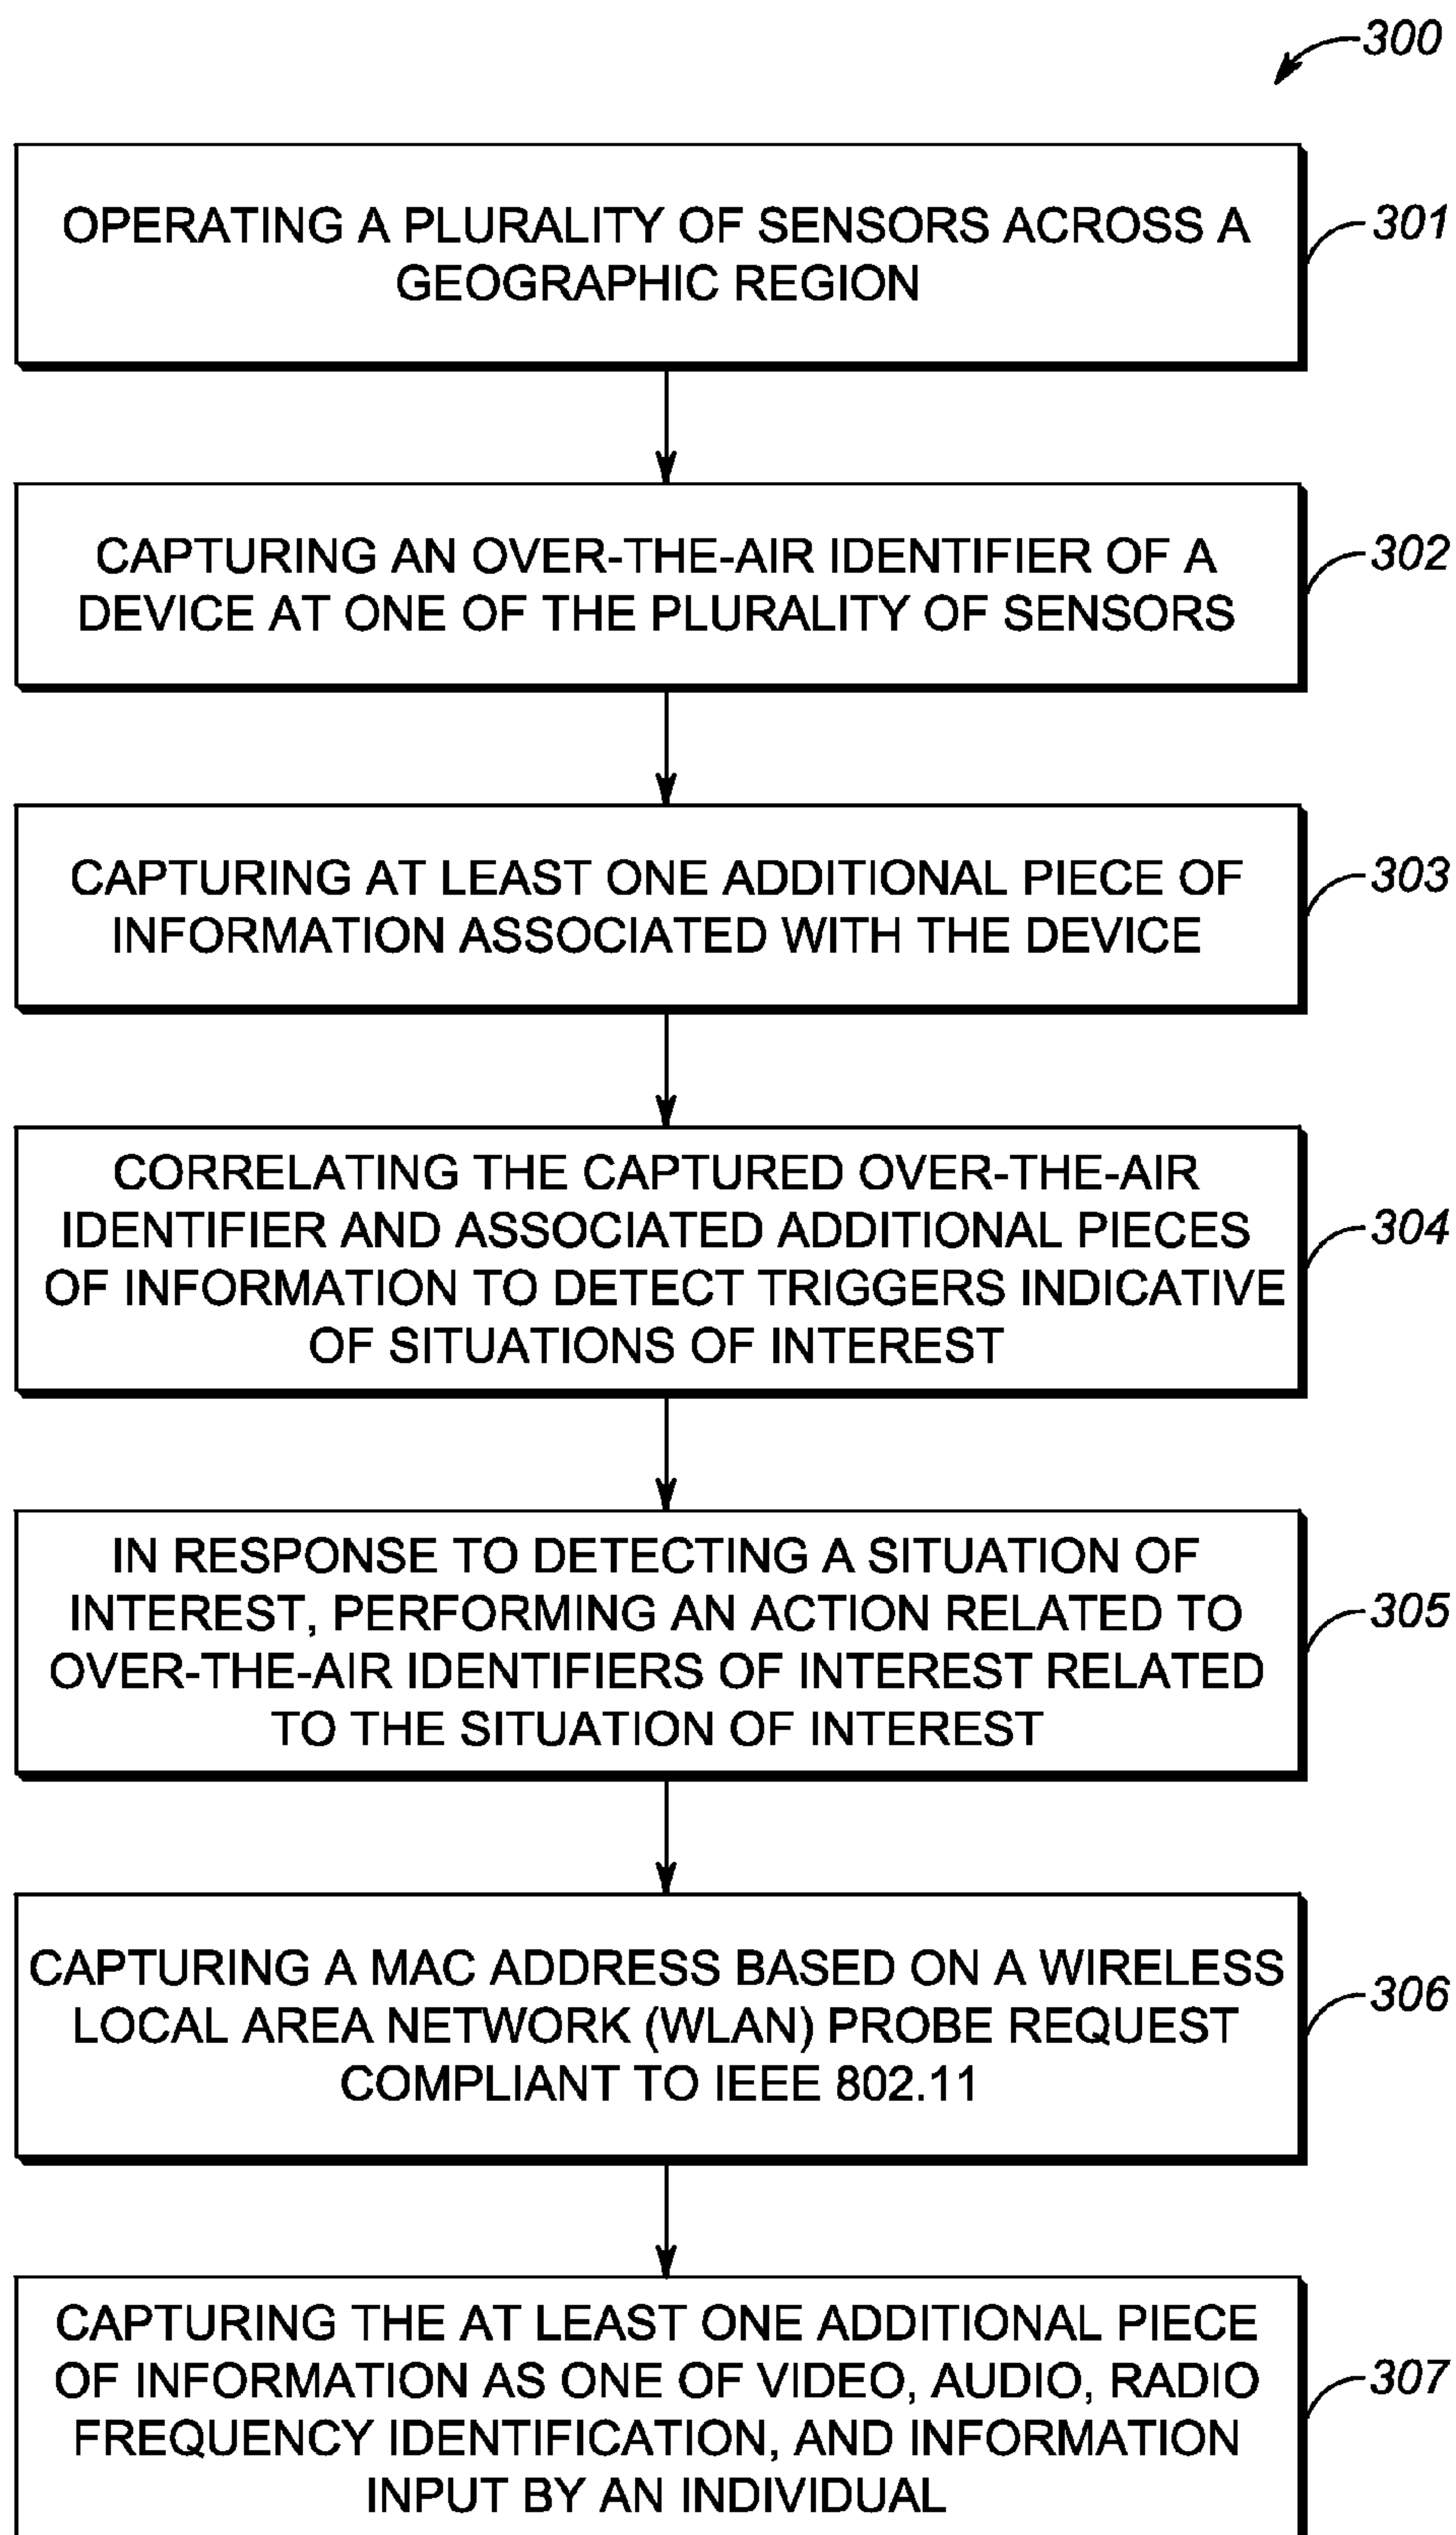 300
OPERATING A PLURALITY OF SENSORS ACROSS A
GEOGRAPHIC REGION
301
CAPTURING AN OVER-THE-AIR IDENTIFIER OF A
DEVICE AT ONE OF THE PLURALITY OF SENSORS
302
CAPTURING AT LEAST ONE ADDITIONAL PIECE OF
INFORMATION ASSOCIATED WITH THE DEVICE
303
CORRELATING THE CAPTURED OVER-THE-AIR
IDENTIFIER AND ASSOCIATED ADDITIONAL PIECES
OF INFORMATION TO DETECT TRIGGERS INDICATIVE
OF SITUATIONS OF INTEREST
304
IN RESPONSE TO DETECTING A SITUATION OF
INTEREST, PERFORMING AN ACTION RELATED TO
OVER-THE-AIR IDENTIFIERS OF INTEREST RELATED
TO THE SITUATION OF INTEREST
305
CAPTURING A MAC ADDRESS BASED ON A WIRELESS
LOCAL AREA NETWORK (WLAN) PROBE REQUEST
COMPLIANT TO IEEE 802.11
306
CAPTURING THE AT LEAST ONE ADDITIONAL PIECE
OF INFORMATION AS ONE OF VIDEO, AUDIO, RADIO
FREQUENCY IDENTIFICATION, AND INFORMATION
INPUT BY AN INDIVIDUAL
307